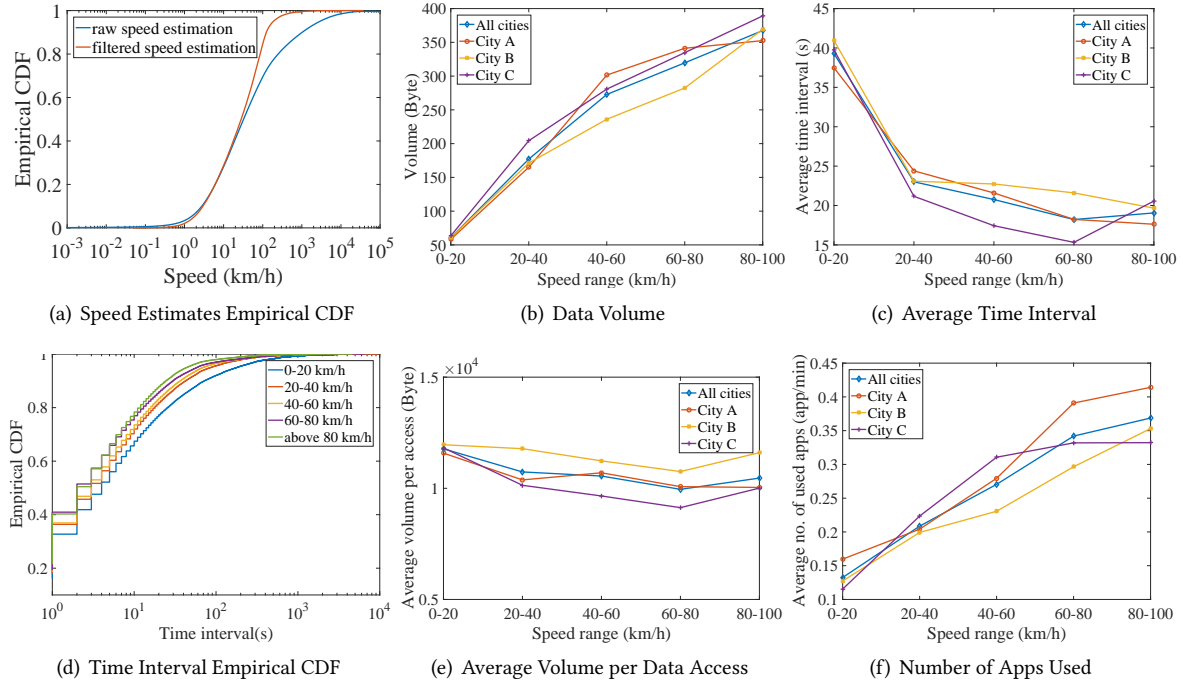 raw speed estimation
filtered speed estimation
Empirical CDF
1
0.8
0.6
0.4
0.2
0
10^-3 10^-2 10^-1 10^0 10^1 10^2 10^3 10^4 10^5
Speed (km/h)
(a) Speed Estimates Empirical CDF
All cities
City A
City B
City C
Volume (Byte)
400
350
300
250
200
150
100
50
0-20 20-40 40-60 60-80 80-100
Speed range (km/h)
(b) Data Volume
All cities
City A
City B
City C
Average time interval (s)
45
40
35
30
25
20
15
0-20 20-40 40-60 60-80 80-100
Speed range (km/h)
(c) Average Time Interval
0-20 km/h
20-40 km/h
40-60 km/h
60-80 km/h
above 80 km/h
Empirical CDF
1
0.8
0.6
0.4
0.2
10^0 10^1 10^2 10^3 10^4
Time interval(s)
(d) Time Interval Empirical CDF
×10^4
All cities
City A
City B
City C
Average volume per access (Byte)
1.5
1
0.5
0-20 20-40 40-60 60-80 80-100
Speed range (km/h)
(e) Average Volume per Data Access
All cities
City A
City B
City C
Average no. of used apps (app/min)
0.45
0.4
0.35
0.3
0.25
0.2
0.15
0.1
0-20 20-40 40-60 60-80 80-100
Speed range (km/h)
(f) Number of Apps Used